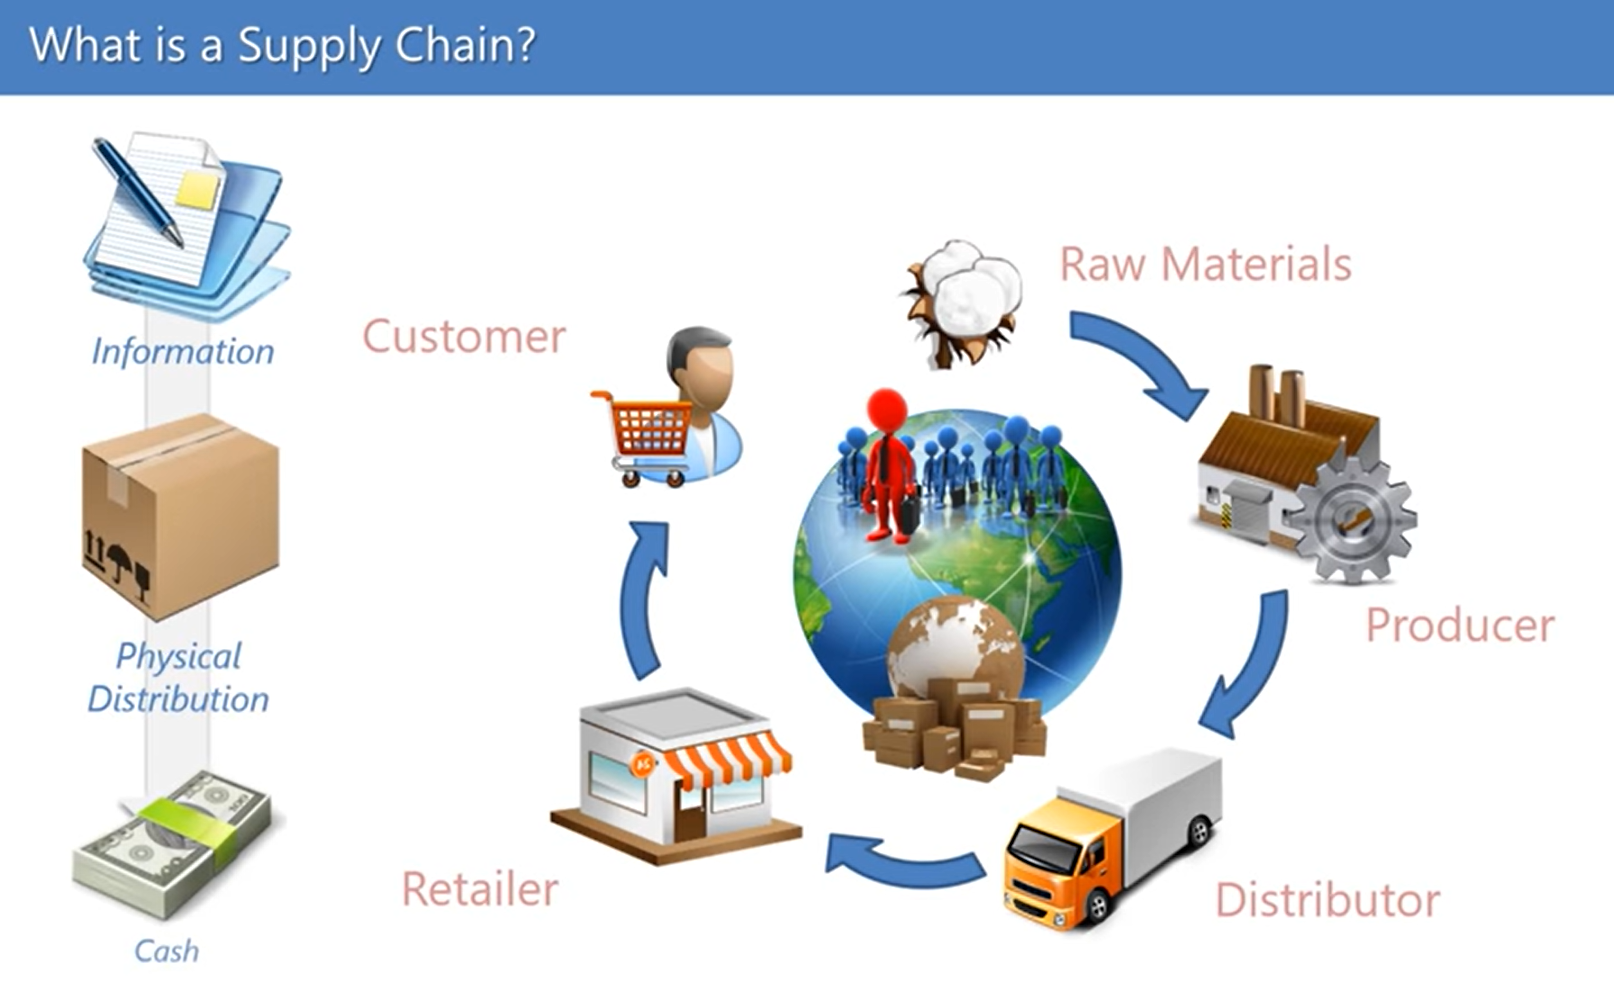 What is a Supply Chain?
Information
Physical
Distribution
Cash
Customer
Raw Materials
Producer
Retailer
Distributor